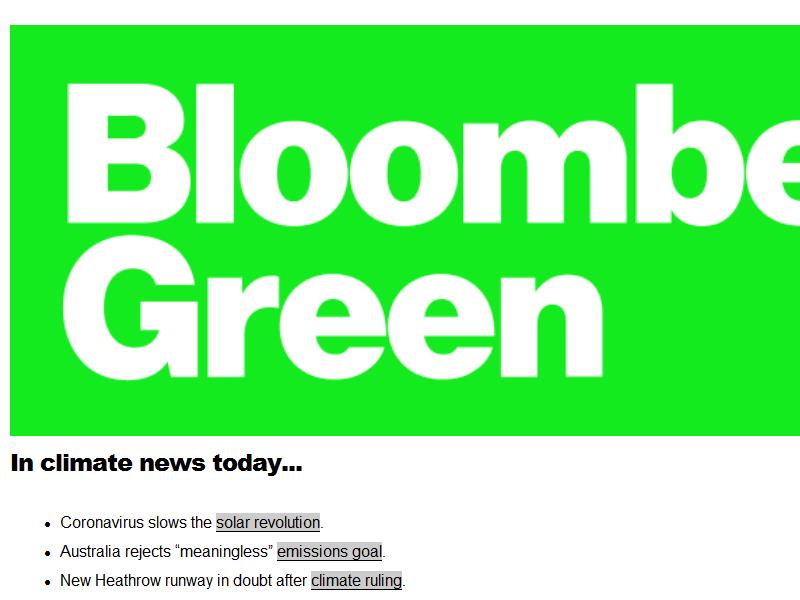 Bloombe
Green
In climate news today...
Coronavirus slows the solar revolution.
Australia rejects “meaningless” emissions goal.
New Heathrow runway in doubt after climate ruling.